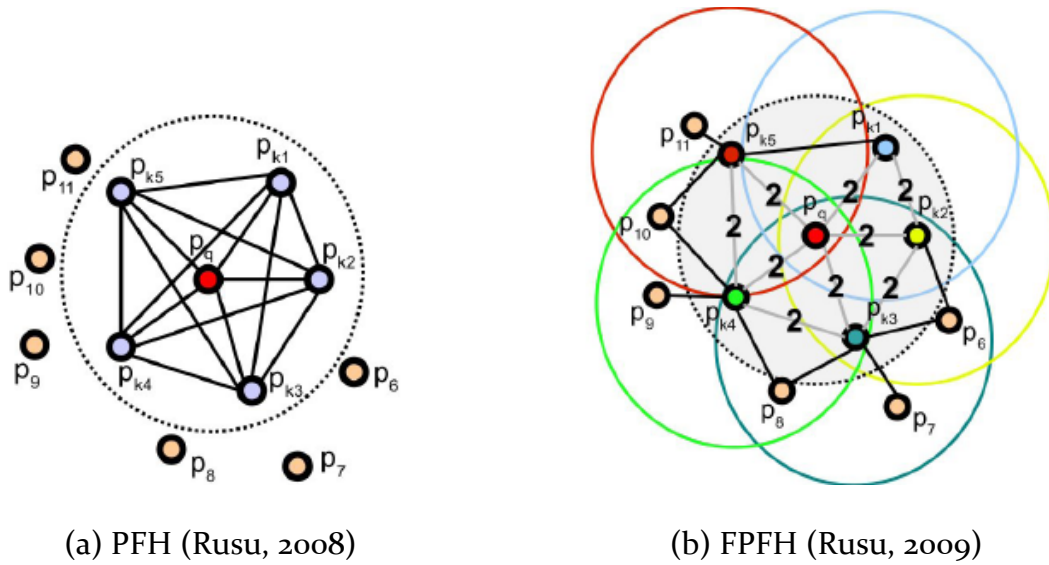 p11
pk5
pk1
pq
pk2
p10
p9
pk4
pk3
p6
p8
p7
(a) PFH (Rusu, 2008)
p11
pk5
pk1
2
2
2
2
pq
pk2
p10
2
2
2
2
p9
pk4
pk3
2
p6
p8
p7
(b) FPFH (Rusu, 2009)